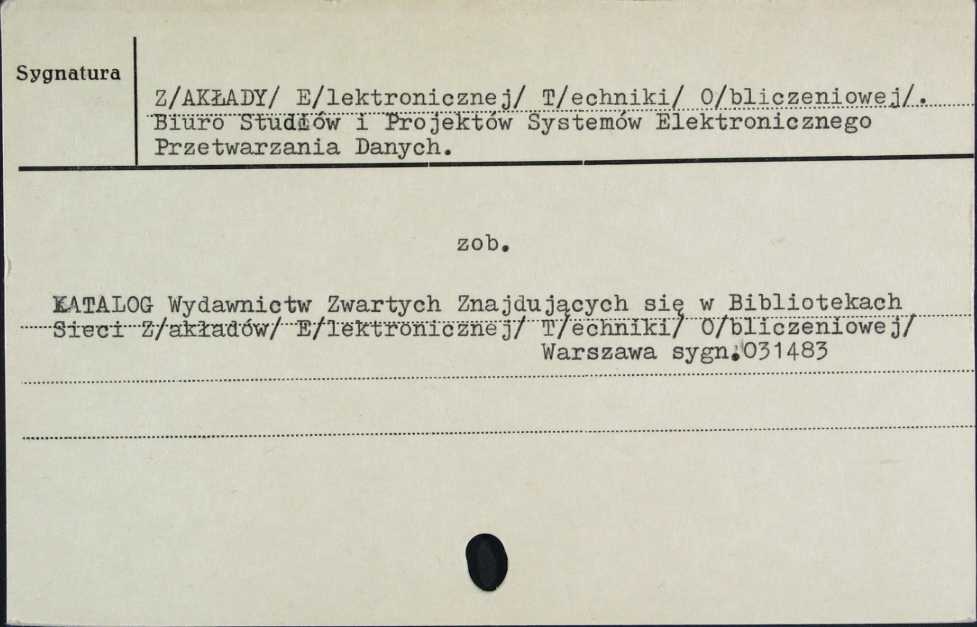 Sygnatura
Z/AKŁADY/ E/lektronicznej/ T/echniki/ O/bliczeniowej/.
Biuro Studiów i Projektów Systemów Elektronicznego
Przetwarzania Danych.
zob.
KATALOG Wydawnictw Zwartych Znajdujących się w Bibliotekach
Sieci Z/akładów/ E/lektronicznej/ T/echniki/ O/bliczeniowej/
Warszawa sygn.031483